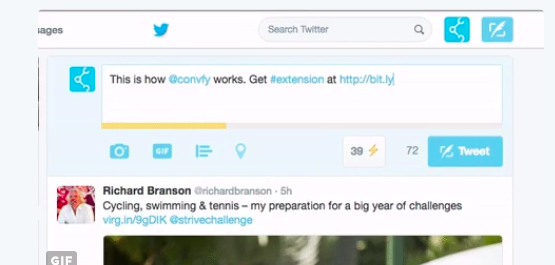 sages
Search Twitter
This is how @convfy works. Get #extension at http://bit.ly
GIF
39
72
Tweet
Richard Branson @richardbranson · 5h
Cycling, swimming & tennis – my preparation for a big year of challenges
virg.in/9gDIK @strivechallenge
GIF